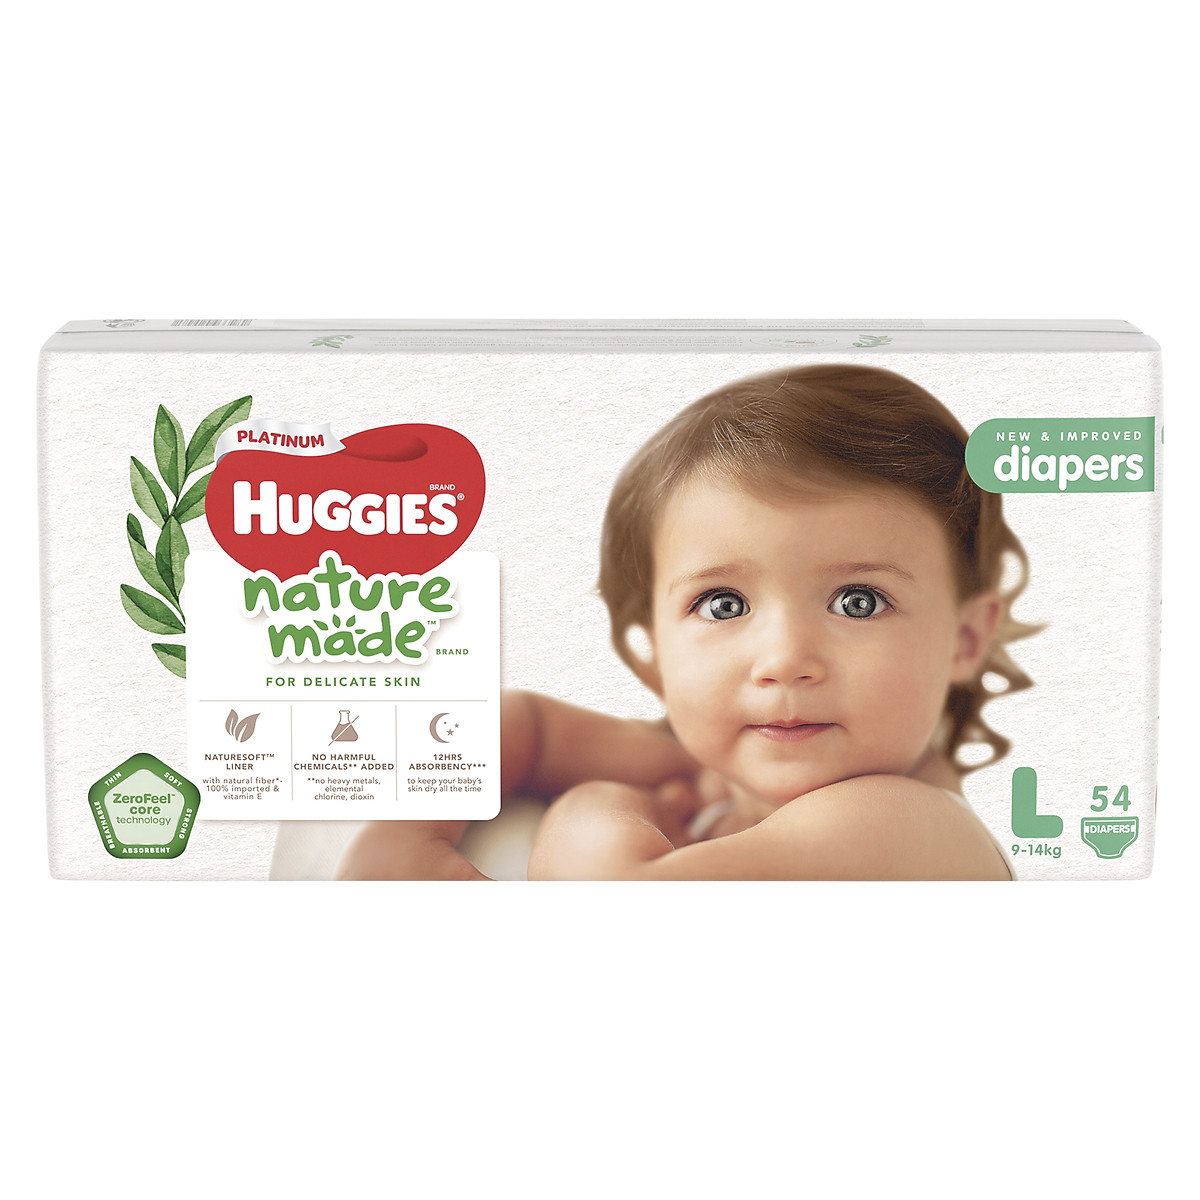 PLATINUM
BRAND
HUGGIES®
nature
made™
BRAND
FOR DELICATE SKIN
NATURESOFT™
LINER
with natural fiber*-
100% imported &
vitamin E
NO HARMFUL
CHEMICALS** ADDED
**no heavy metals,
elemental
chlorine, dioxin
12HRS
ABSORBENCY***
to keep your baby's
skin dry all the time
THIN
SOFT
STRONG
ABSORBENT
BREATHABLE
ZeroFeel™
core
technology
NEW & IMPROVED
diapers
L
9-14kg
54
DIAPERS